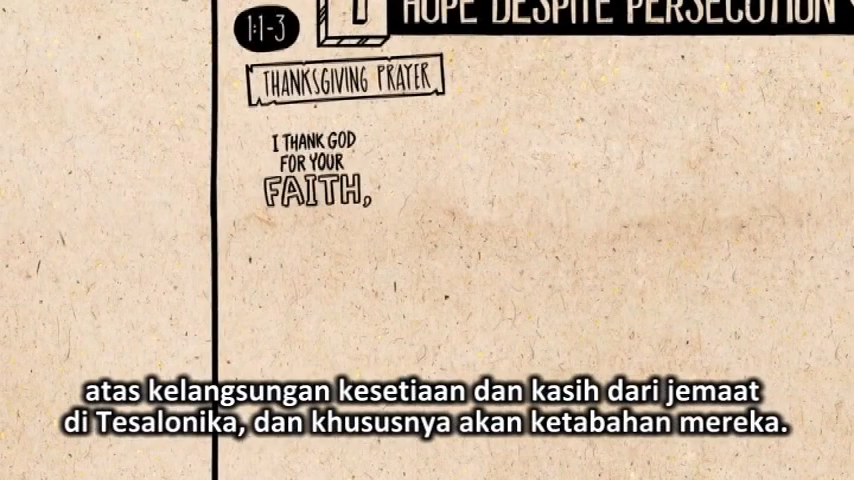 1:1-3
HOPE DESPITE PERSECUTION
THANKSGIVING PRAYER
I THANK GOD
FOR YOUR
FAITH,
atas kelangsungan kesetiaan dan kasih dari jemaat
di Tesalonika, dan khususnya akan ketabahan mereka.